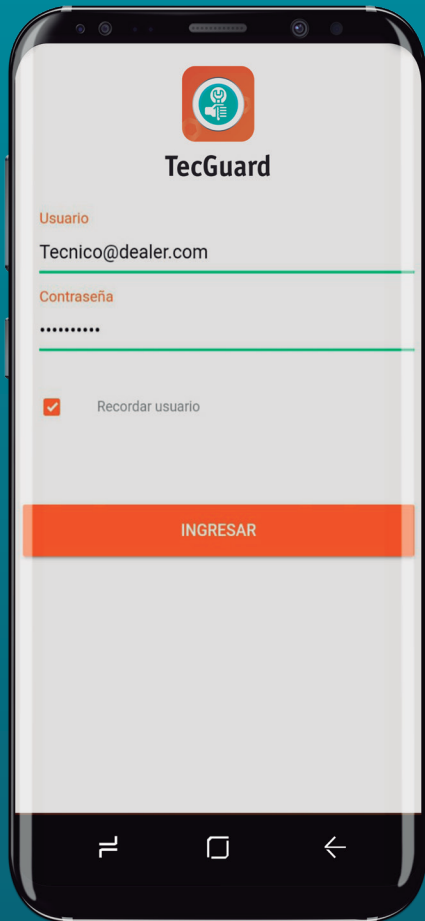 TecGuard
Usuario
Tecnico@dealer.com
Contraseña
••••••••••
Recordar usuario
INGRESAR